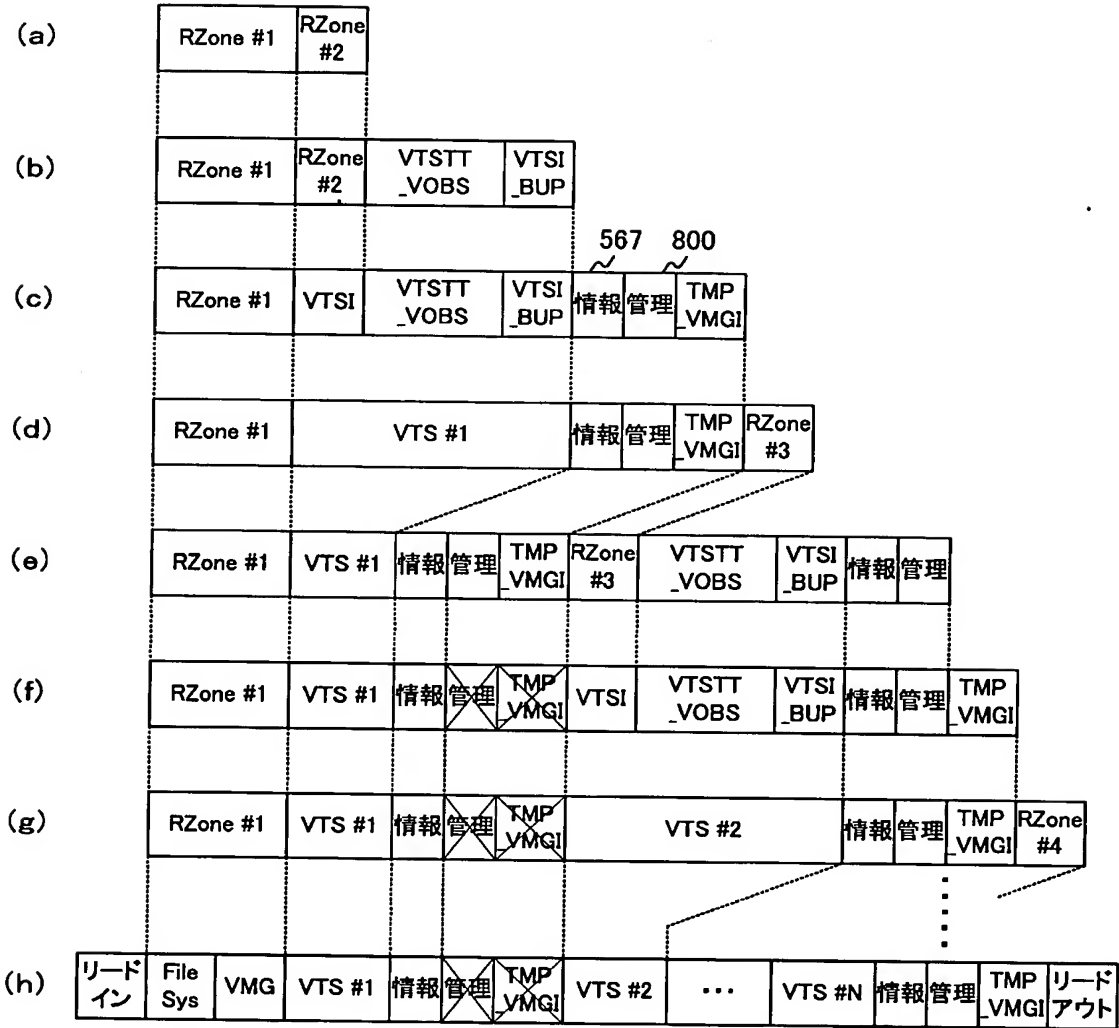 (a)
RZone #1
RZone
#2
(b)
RZone #1
RZone
#2
VTSTT
_VOBS
VTSI
_BUP
567
800
(c)
RZone #1
VTSI
VTSTT
_VOBS
VTSI
_BUP
情報
管理
TMP
_VMGI
(d)
RZone #1
VTS #1
情報
管理
TMP
_VMGI
RZone
#3
(e)
RZone #1
VTS #1
情報
管理
TMP
_VMGI
RZone
#3
VTSTT
_VOBS
VTSI
_BUP
情報
管理
(f)
RZone #1
VTS #1
情報
管理
TMP
_VMGI
VTSI
VTSTT
_VOBS
VTSI
_BUP
情報
管理
TMP
_VMGI
(g)
RZone #1
VTS #1
情報
管理
TMP
_VMGI
VTS #2
情報
管理
TMP
_VMGI
RZone
#4
(h)
リード
イン
File
Sys
VMG
VTS #1
情報
管理
TMP
_VMGI
VTS #2
･･･
VTS #N
情報
管理
TMP
_VMGI
リード
アウト